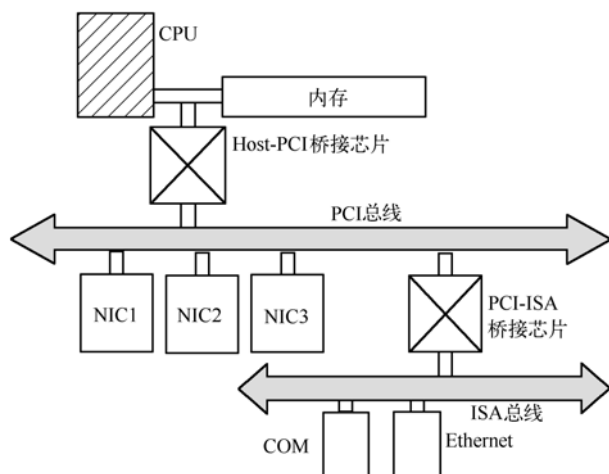 CPU
内存
Host-PCI桥接芯片
PCI总线
NIC1
NIC2
NIC3
PCI-ISA
桥接芯片
ISA总线
COM
Ethernet